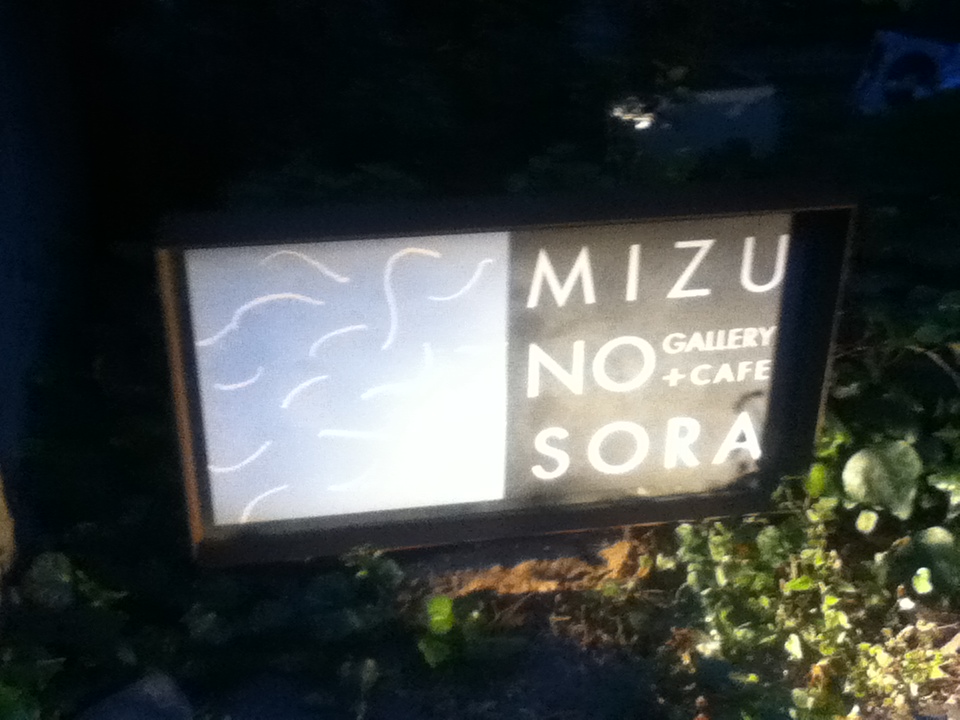 MIZU
NO GALLERY
+CAFE
SORA